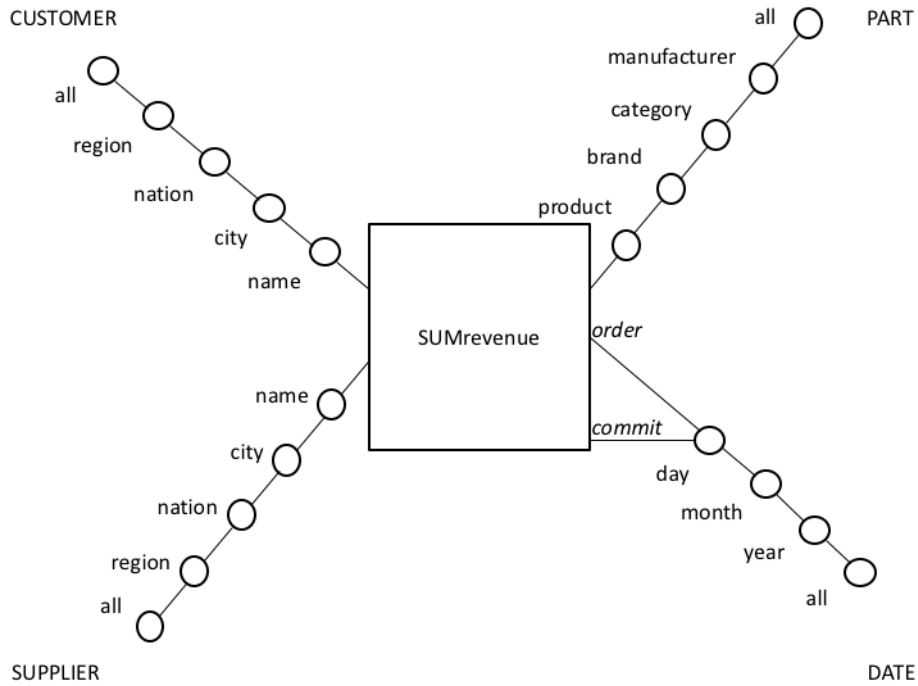 CUSTOMER
all
region
nation
city
name
PART
all
manufacturer
category
brand
product
SUMrevenue
order
commit
name
city
nation
region
all
SUPPLIER
day
month
year
all
DATE